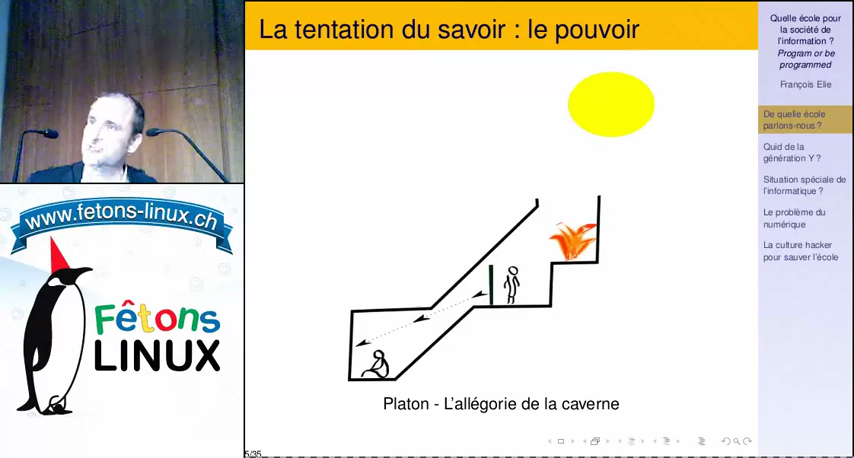 La tentation du savoir : le pouvoir
Platon - L'allégorie de la caverne
5/35
Quelle école pour
la société de
l'information ?
Program or be
programmed
François Elie
De quelle école
parlons-nous ?
Quid de la
génération Y ?
Situation spéciale de
l'informatique ?
Le problème du
numérique
La culture hacker
pour sauver l'école
www.fetons-linux.ch
Fêtons
LINUX